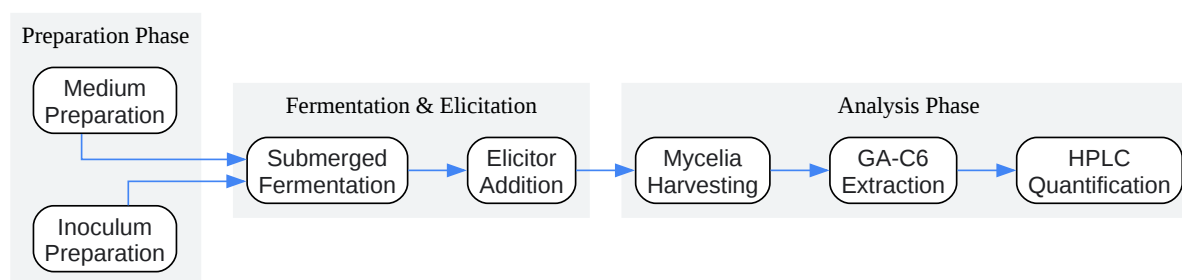 Preparation Phase
Medium
Preparation
Inoculum
Preparation
Fermentation & Elicitation
Submerged
Fermentation
Elicitor
Addition
Analysis Phase
Mycelia
Harvesting
GA-C6
Extraction
HPLC
Quantification